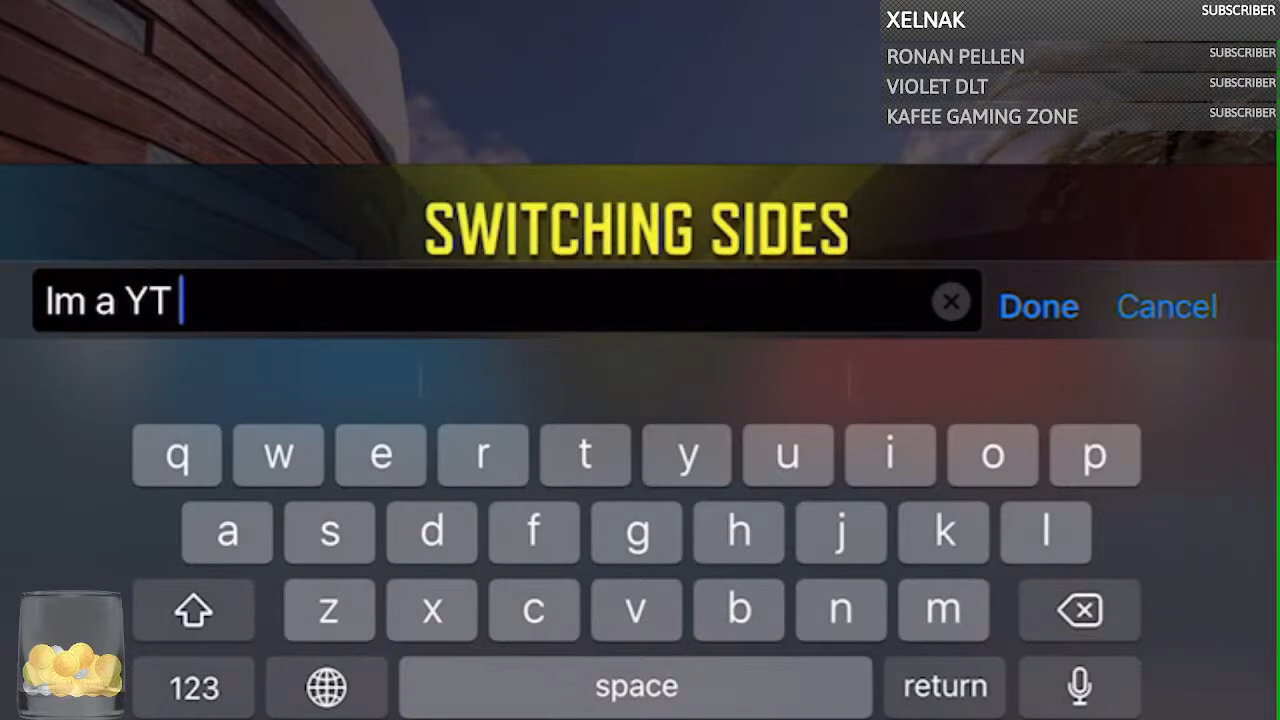 XELNAK SUBSCRIBER
RONAN PELLEN SUBSCRIBER
VIOLET DLT SUBSCRIBER
KAFEE GAMING ZONE SUBSCRIBER
SWITCHING SIDES
Im a YT
Done Cancel
q w e r t y u i o p
a s d f g h j k l
z x c v b n m
123 space return